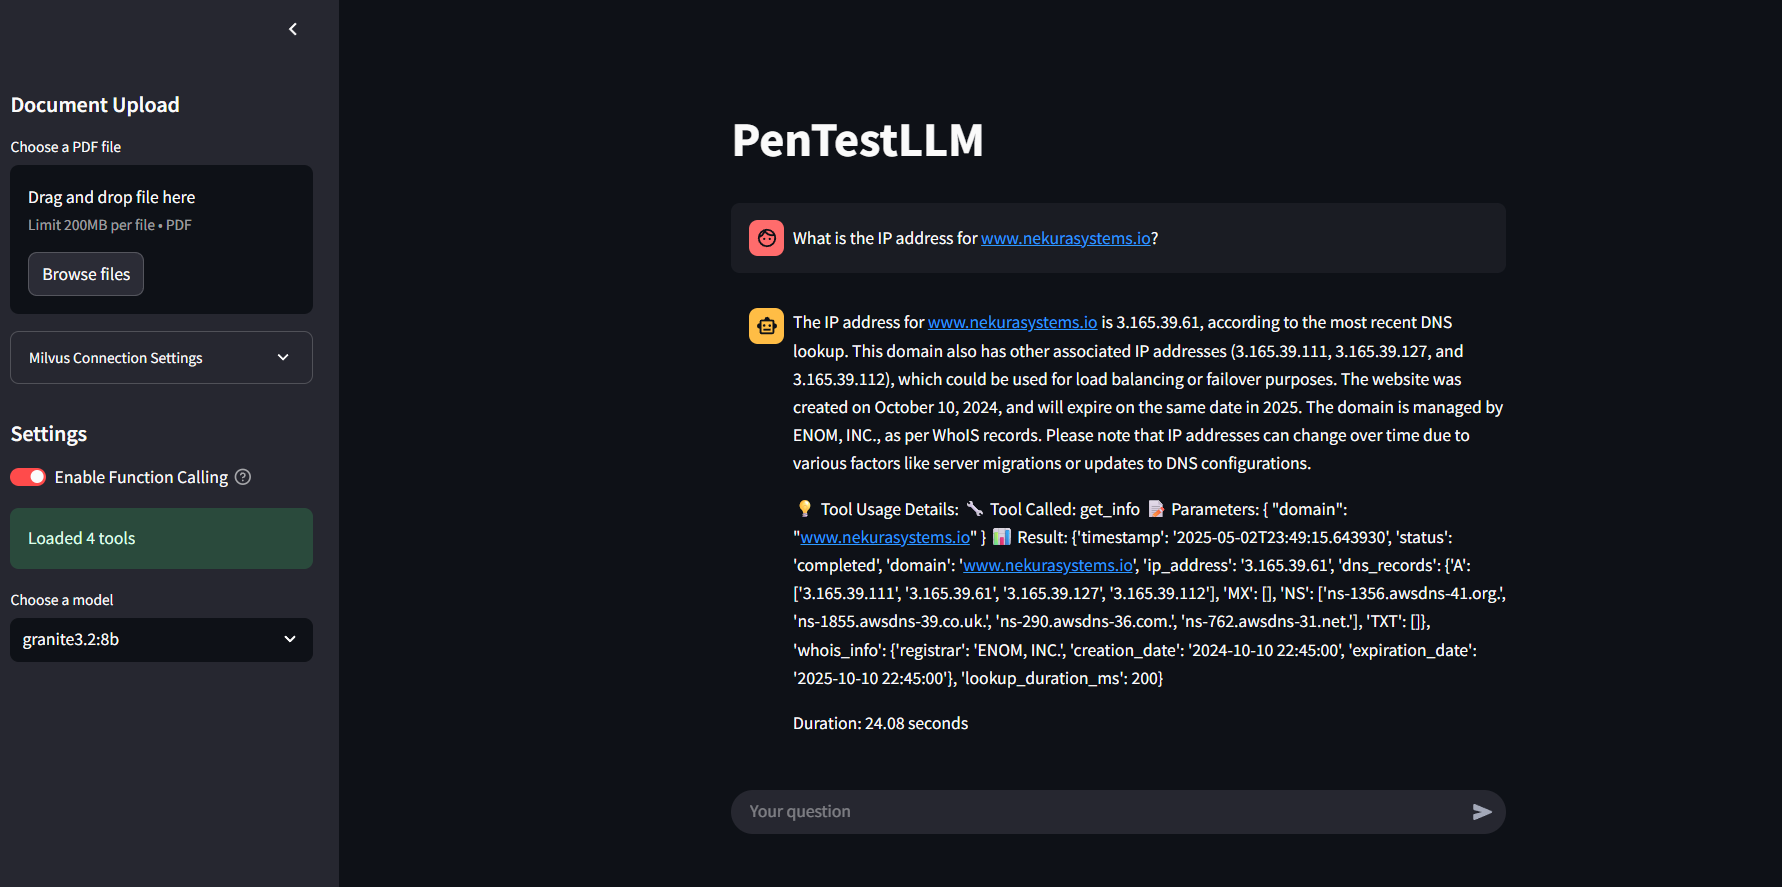 Document Upload
Choose a PDF file
Drag and drop file here
Limit 200MB per file • PDF
Browse files
Milvus Connection Settings
Settings
Enable Function Calling
Loaded 4 tools
Choose a model
granite3.2:8b
PenTestLLM
What is the IP address for www.nekurasystems.io?
The IP address for www.nekurasystems.io is 3.165.39.61, according to the most recent DNS
lookup. This domain also has other associated IP addresses (3.165.39.111, 3.165.39.127, and
3.165.39.112), which could be used for load balancing or failover purposes. The website was
created on October 10, 2024, and will expire on the same date in 2025. The domain is managed by
ENOM, INC., as per WhoIS records. Please note that IP addresses can change over time due to
various factors like server migrations or updates to DNS configurations.
💡 Tool Usage Details: 🔧 Tool Called: get_info 📝 Parameters: { "domain":
"www.nekurasystems.io" } 📊 Result: {'timestamp': '2025-05-02T23:49:15.643930', 'status':
'completed', 'domain': 'www.nekurasystems.io', 'ip_address': '3.165.39.61', 'dns_records': {'A':
['3.165.39.111', '3.165.39.61', '3.165.39.127', '3.165.39.112'], 'MX': [], 'NS': ['ns-1356.awsdns-41.org.',
'ns-1855.awsdns-39.co.uk.', 'ns-290.awsdns-36.com.', 'ns-762.awsdns-31.net.'], 'TXT': []},
'whois_info': {'registrar': 'ENOM, INC.', 'creation_date': '2024-10-10 22:45:00', 'expiration_date':
'2025-10-10 22:45:00'}, 'lookup_duration_ms': 200}
Duration: 24.08 seconds
Your question